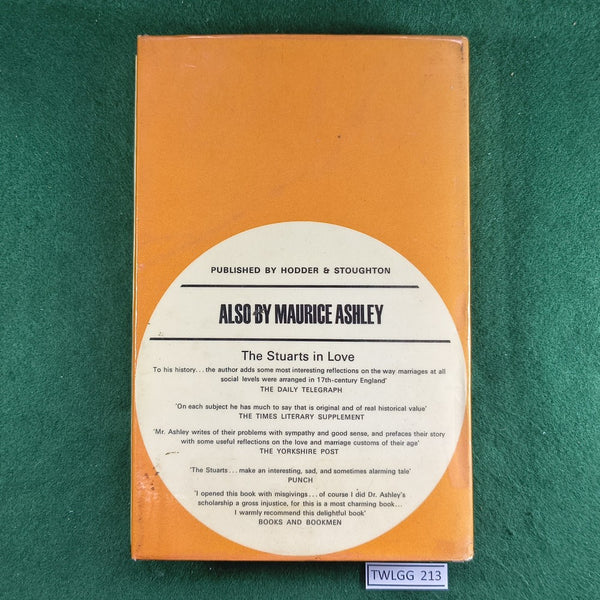 PUBLISHED BY HODDER & STOUGHTON
ALSO BY MAURICE ASHLEY
The Stuarts in Love
To his history... the author adds some most interesting reflections on the way marriages at all
social levels were arranged in 17th-century England'
THE DAILY TELEGRAPH
'On each subject he has much to say that is original and of real historical value'
THE TIMES LITERARY SUPPLEMENT
'Mr. Ashley writes of their problems with sympathy and good sense, and prefaces their story
with some useful reflections on the love and marriage customs of their age'
THE YORKSHIRE POST
'The Stuarts... make an interesting, sad, and sometimes alarming tale'
PUNCH
'I opened this book with misgivings... of course I did Dr. Ashley's
scholarship a gross injustice, for this is a most charming book...
I warmly recommend this delightful book'
BOOKS AND BOOKMEN
TWLGG 213